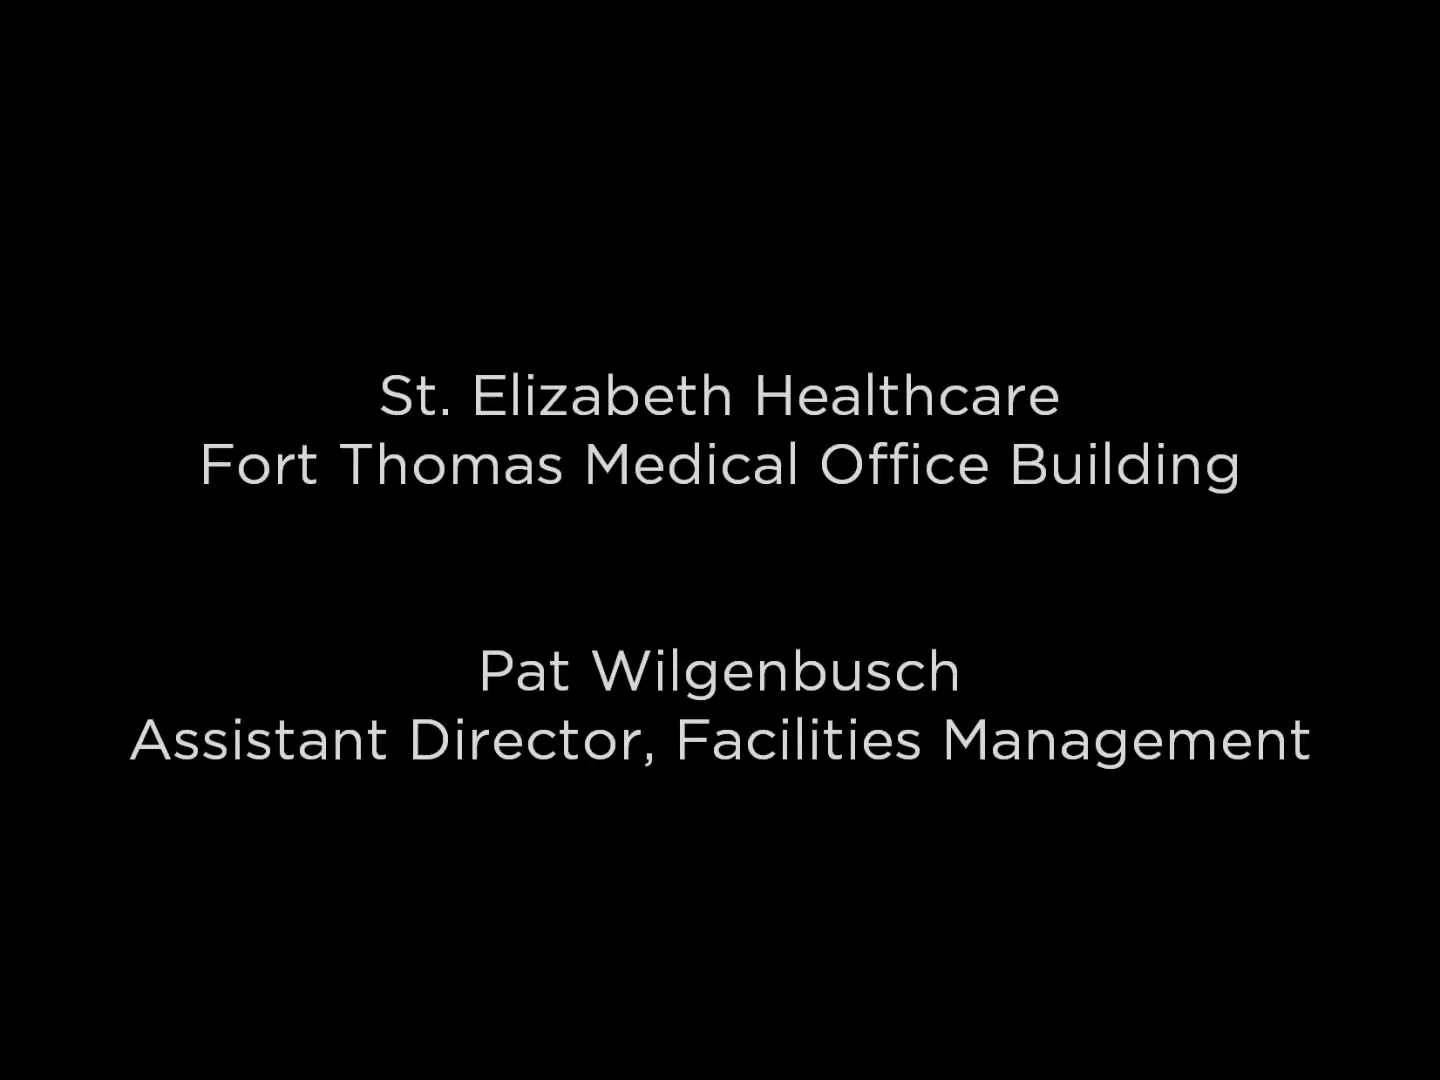 St. Elizabeth Healthcare
Fort Thomas Medical Office Building
Pat Wilgenbusch
Assistant Director, Facilities Management